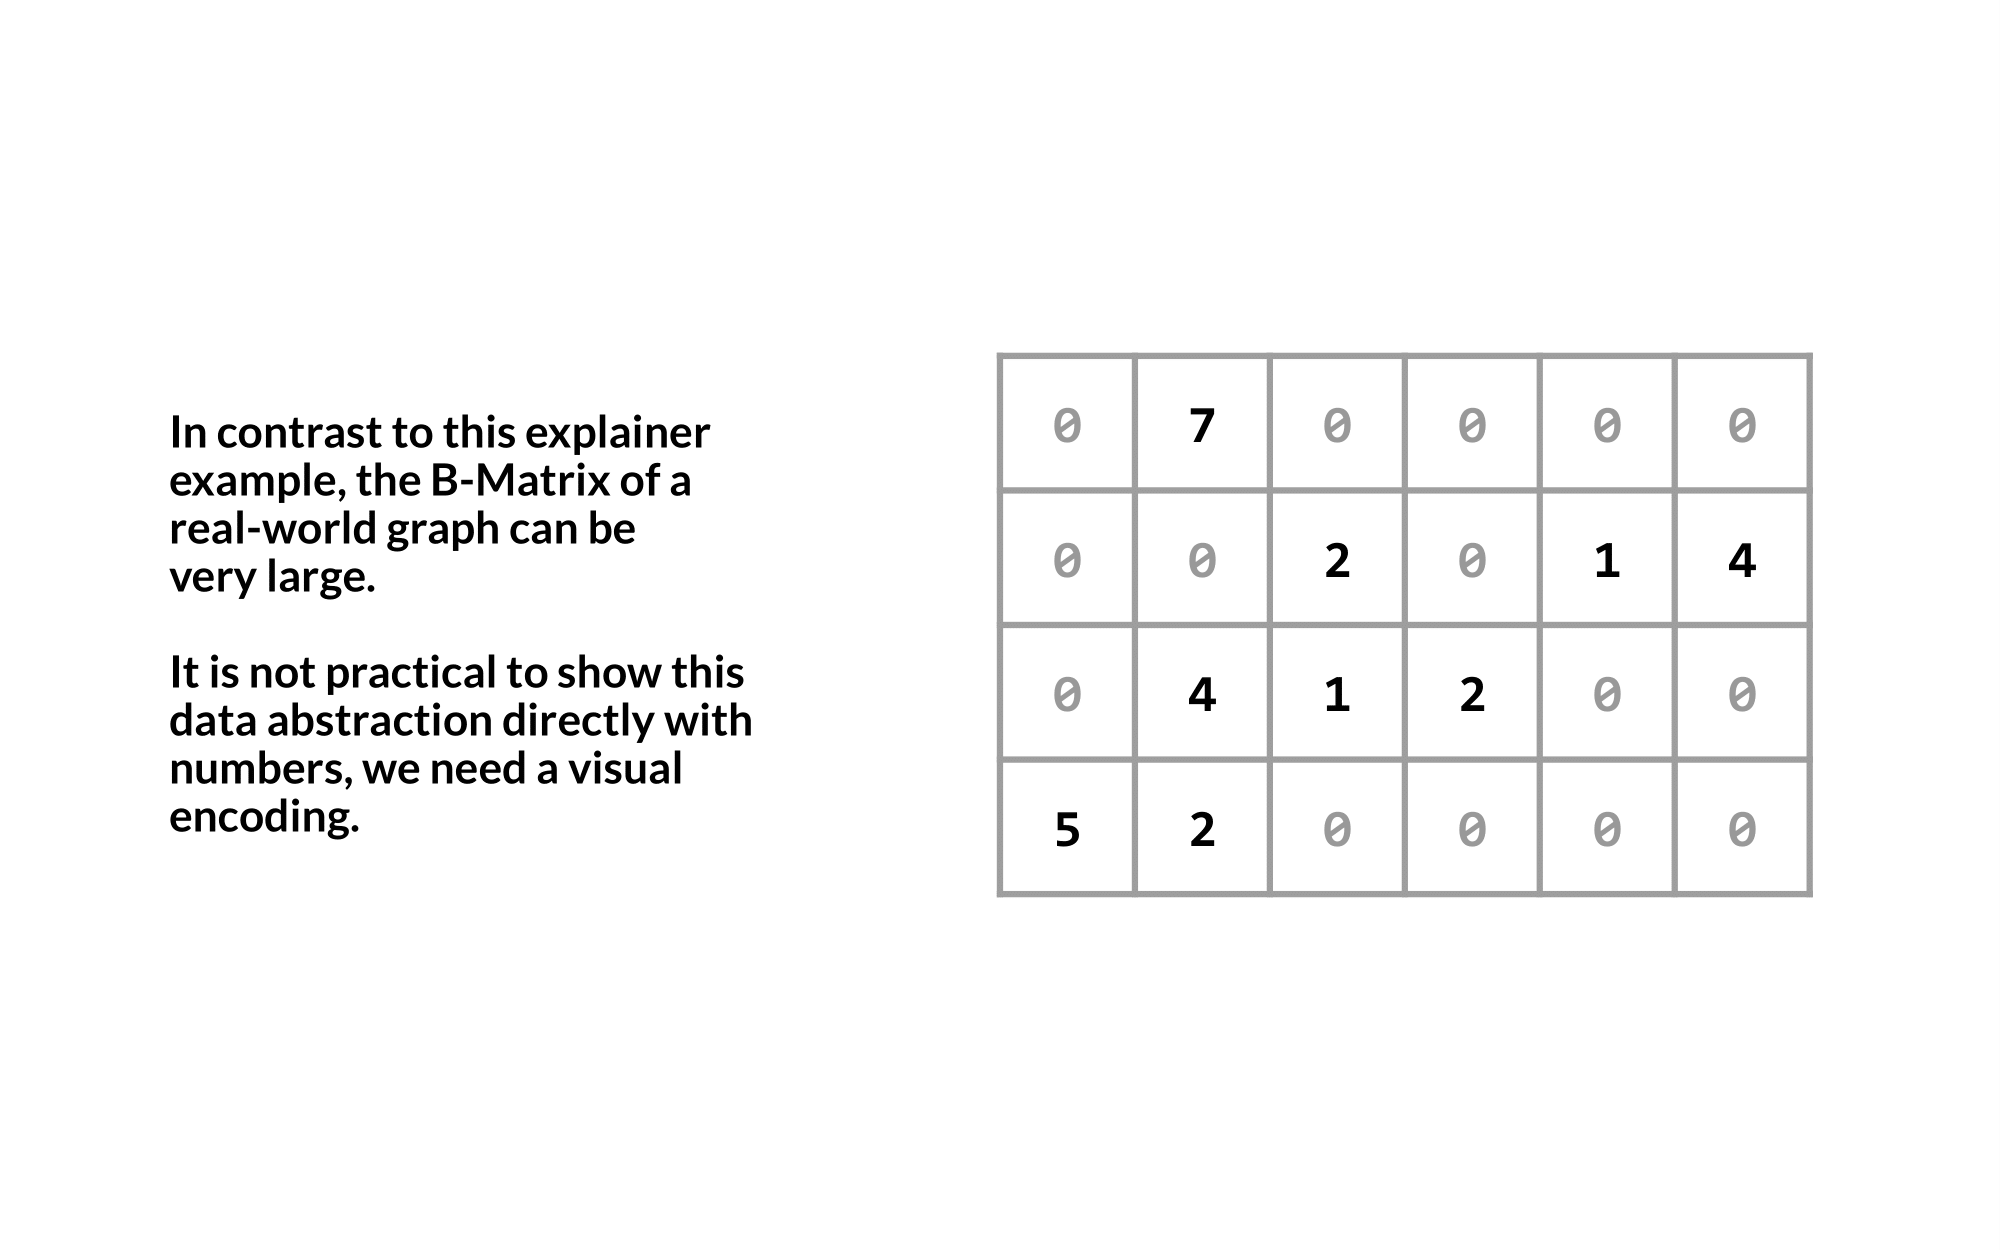 In contrast to this explainer
example, the B-Matrix of a
real-world graph can be
very large.
It is not practical to show this
data abstraction directly with
numbers, we need a visual
encoding.
0 7 0 0 0 0
0 0 2 0 1 4
0 4 1 2 0 0
5 2 0 0 0 0